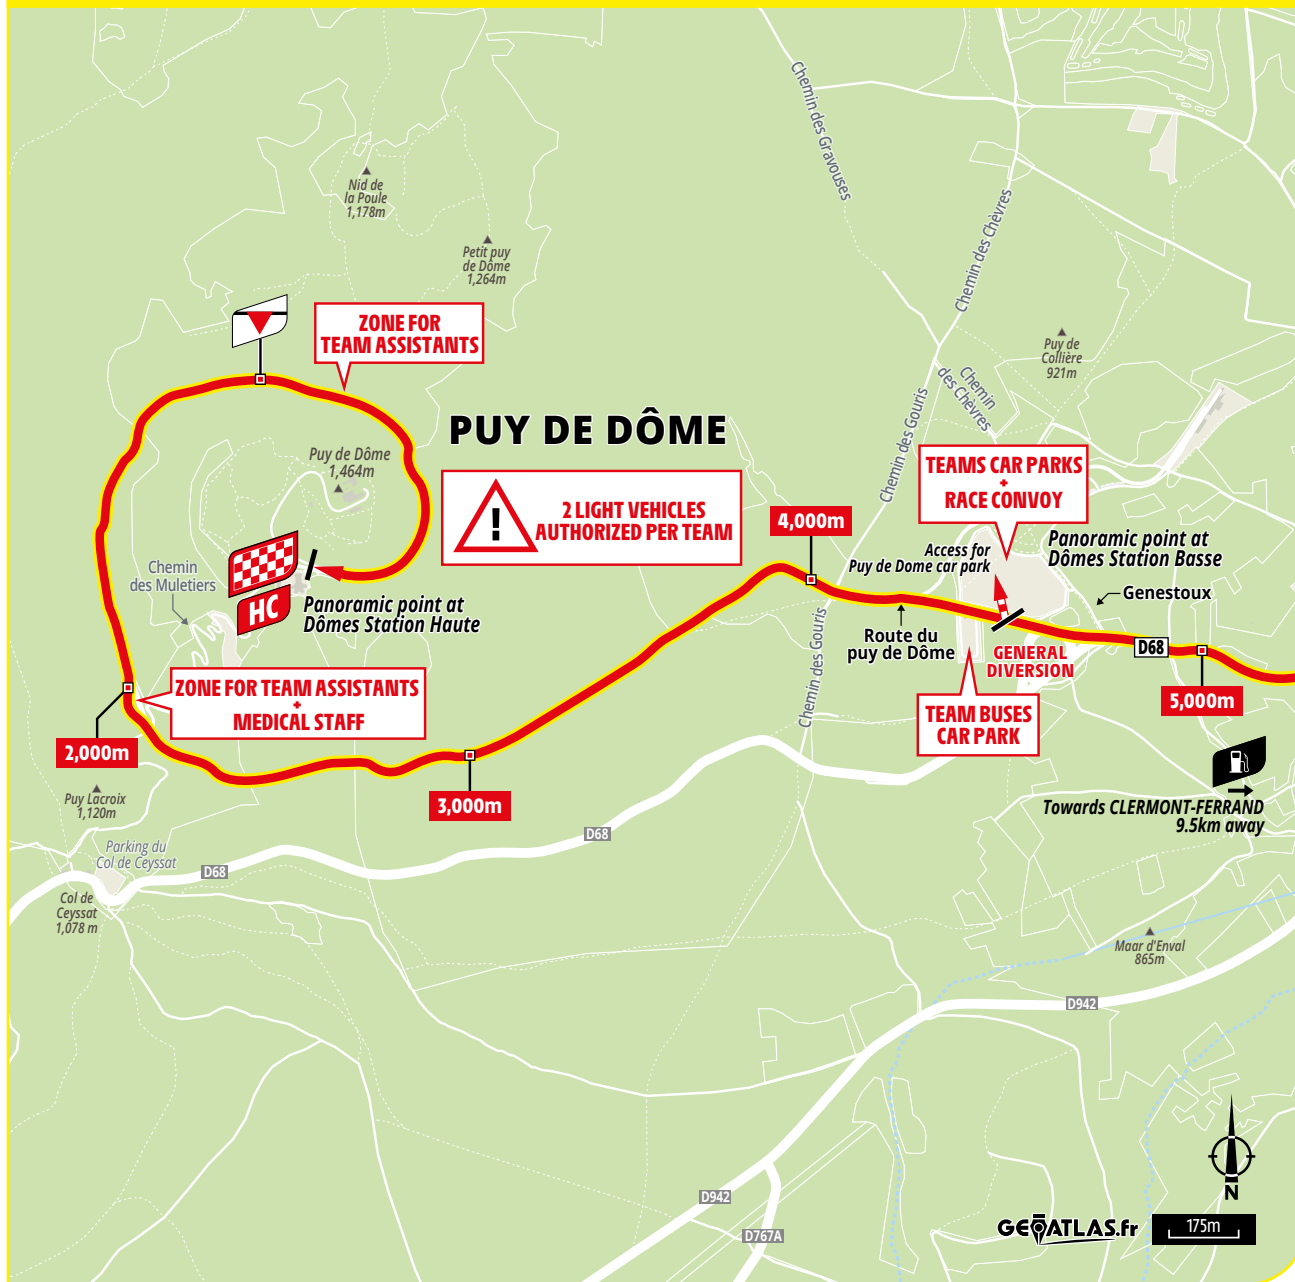 Chemin des Gravouses
Nid de
la Poule
1,178m
Petit puy
de Dôme
1,264m
Chemin des Chèvres
ZONE FOR
TEAM ASSISTANTS
Puy de
Collière
921m
Chemin
des Chèvres
Chemin des Gouris
PUY DE DÔME
Puy de Dôme
1,464m
TEAMS CAR PARKS
+
RACE CONVOY
!
2 LIGHT VEHICLES
AUTHORIZED PER TEAM
4,000m
Access for
Puy de Dome car park
Panoramic point at
Dômes Station Basse
Chemin
des Muletiers
HC
Panoramic point at
Dômes Station Haute
Genestoux
Route du
puy de Dôme
GENERAL
DIVERSION
D68
Chemin des Gouris
5,000m
ZONE FOR TEAM ASSISTANTS
+
MEDICAL STAFF
TEAM BUSES
CAR PARK
2,000m
3,000m
Puy Lacroix
1,120m
Towards CLERMONT-FERRAND
9.5km away
Parking du
Col de Ceyssat
D68
D68
Col de
Ceyssat
1,078 m
Maar d'Enval
865m
D942
D942
D767A
N
GEOATLAS.fr
175m